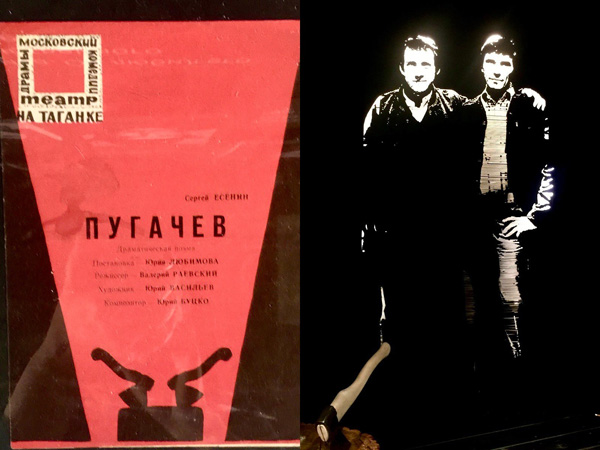 МОСКОВСКИЙ
ДРАМЫ
КОМЕДИИ
театр
НА ТАГАНКЕ
Сергей ЕСЕНИН
ПУГАЧЕВ
Драматическая поэма
Постановка — Юрия ЛЮБИМОВА
Режиссер — Валерий РАЕВСКИЙ
Художник — Юрий ВАСИЛЬЕВ
Композитор — Юрий БУЦКО